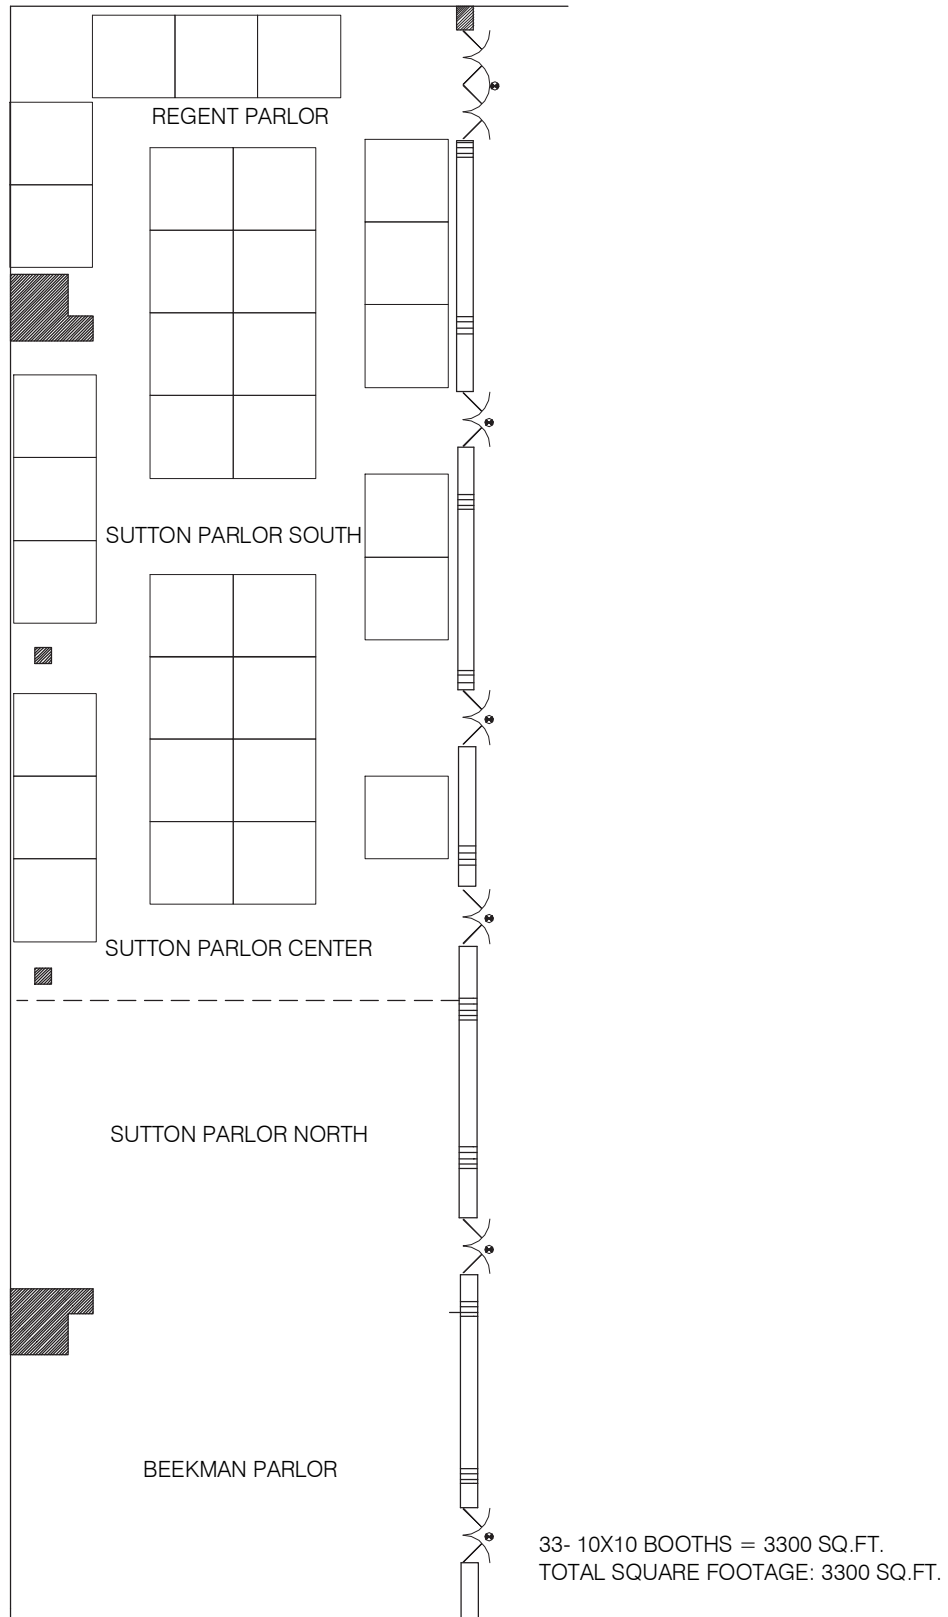 REGENT PARLOR
SUTTON PARLOR SOUTH
SUTTON PARLOR CENTER
SUTTON PARLOR NORTH
BEEKMAN PARLOR
33- 10X10 BOOTHS = 3300 SQ.FT.
TOTAL SQUARE FOOTAGE: 3300 SQ.FT.